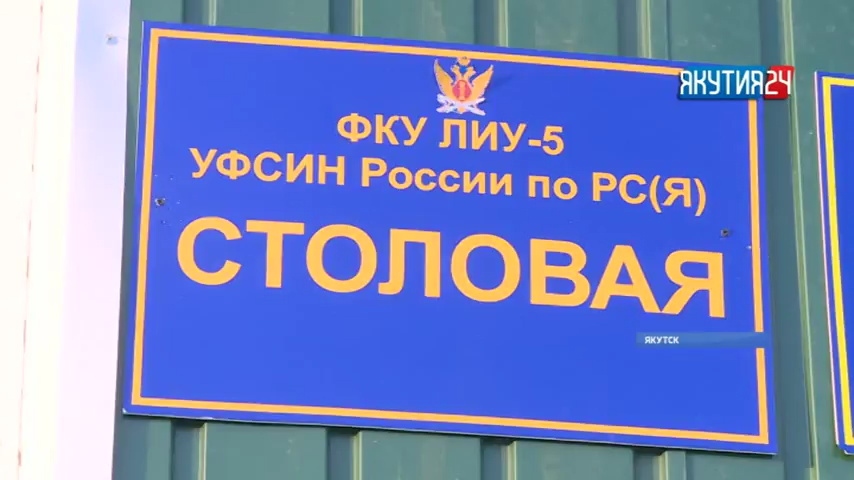 ЯКУТИЯ24
ФКУ ЛИУ-5
УФСИН России по РС(Я)
СТОЛОВАЯ
ЯКУТСК